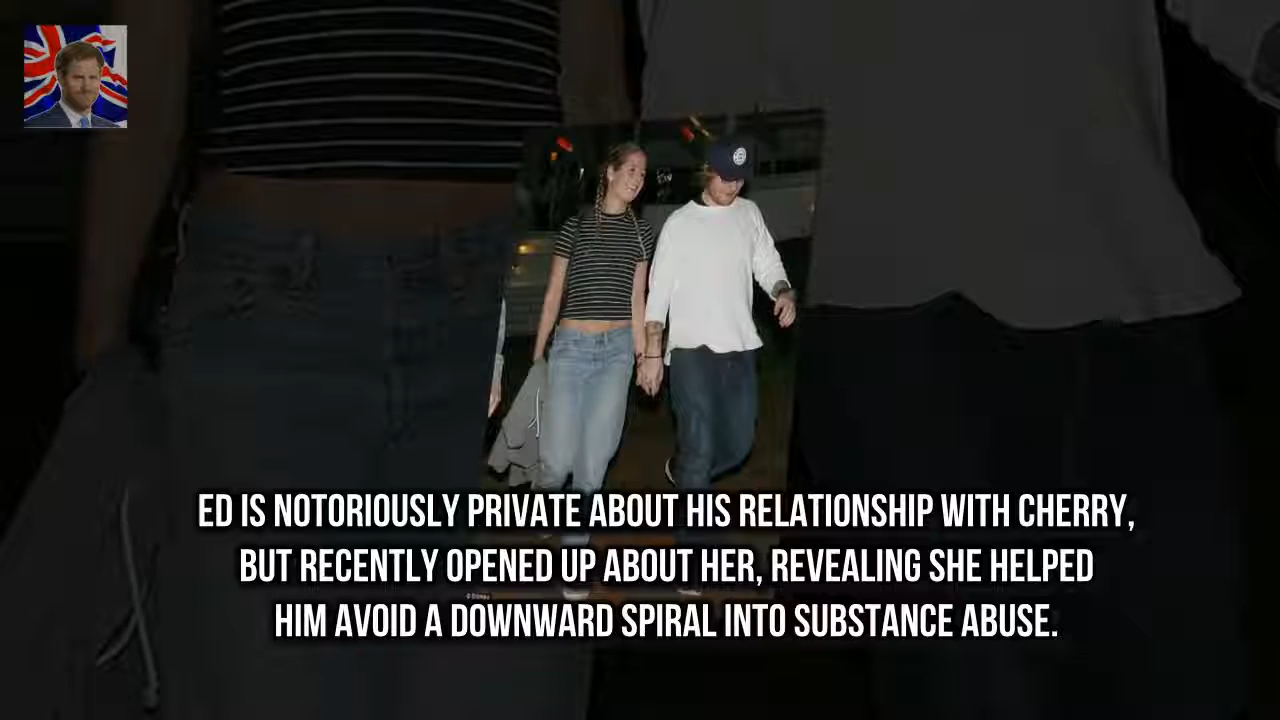 ED IS NOTORIOUSLY PRIVATE ABOUT HIS RELATIONSHIP WITH CHERRY,
BUT RECENTLY OPENED UP ABOUT HER, REVEALING SHE HELPED
HIM AVOID A DOWNWARD SPIRAL INTO SUBSTANCE ABUSE.